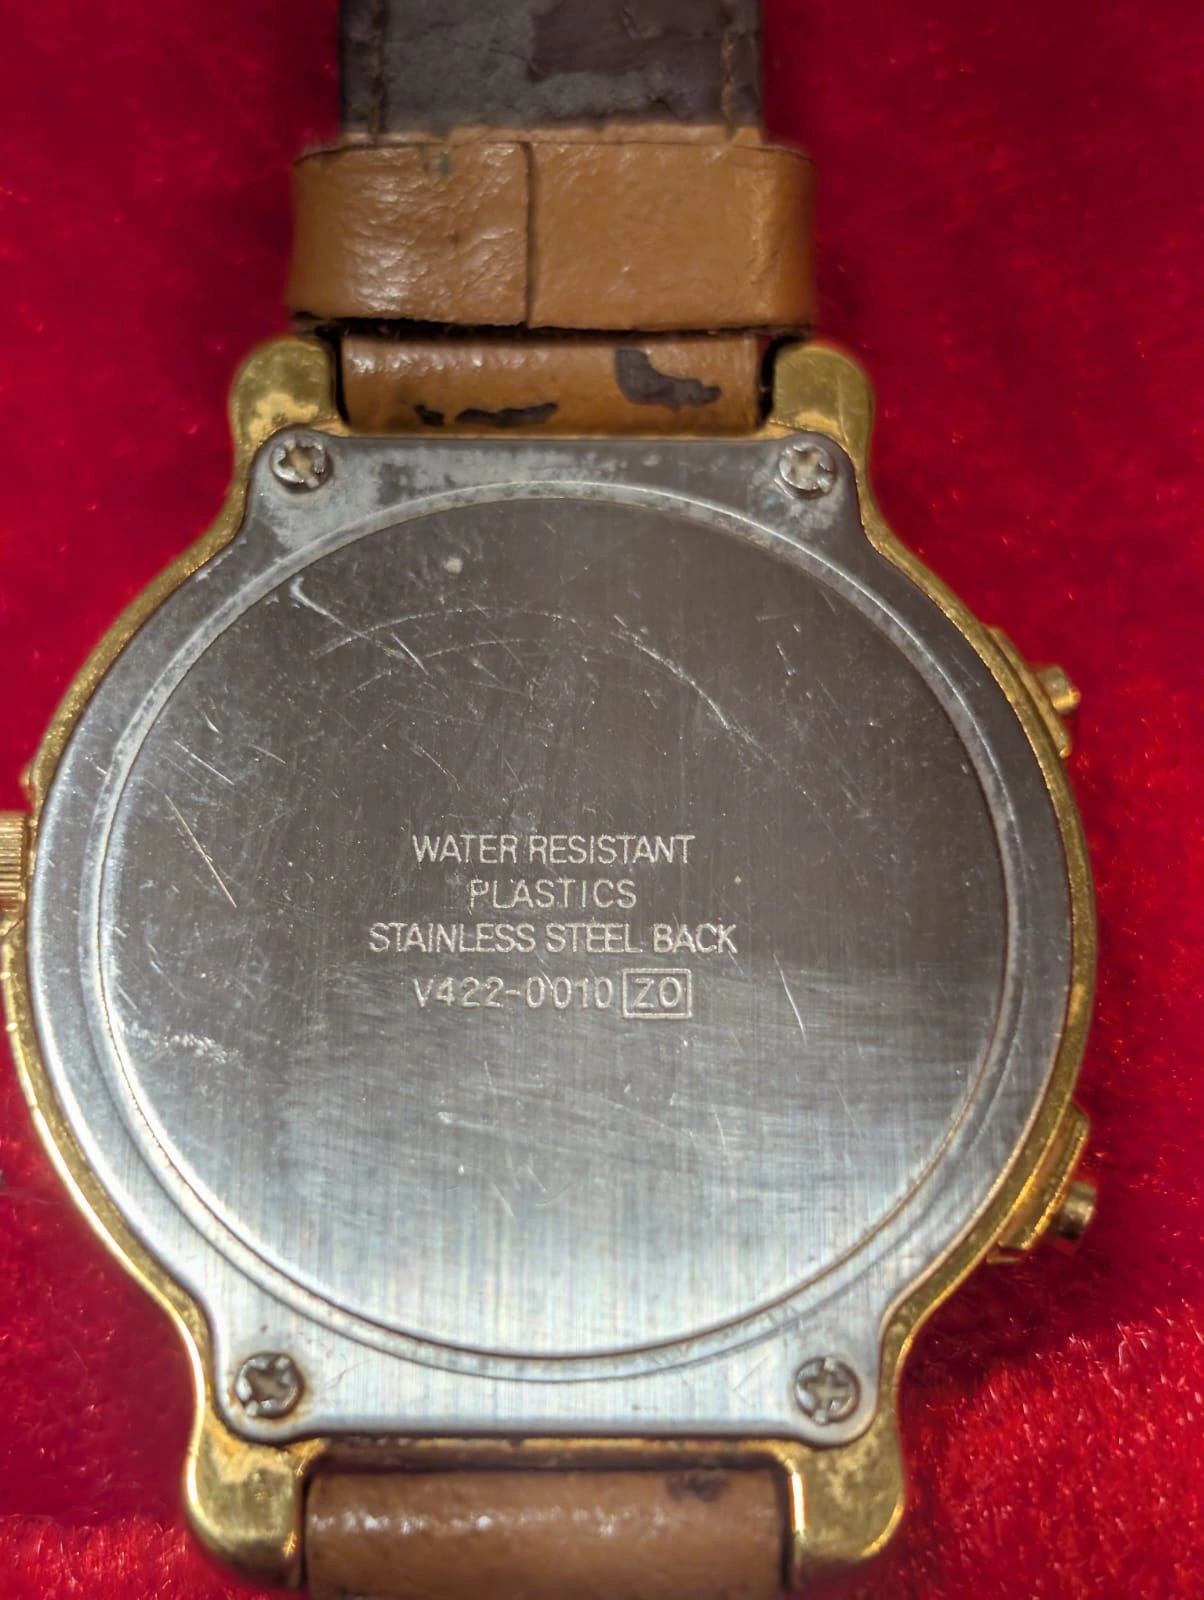 WATER RESISTANT
PLASTICS
STAINLESS STEEL BACK
V422-0010 ZO